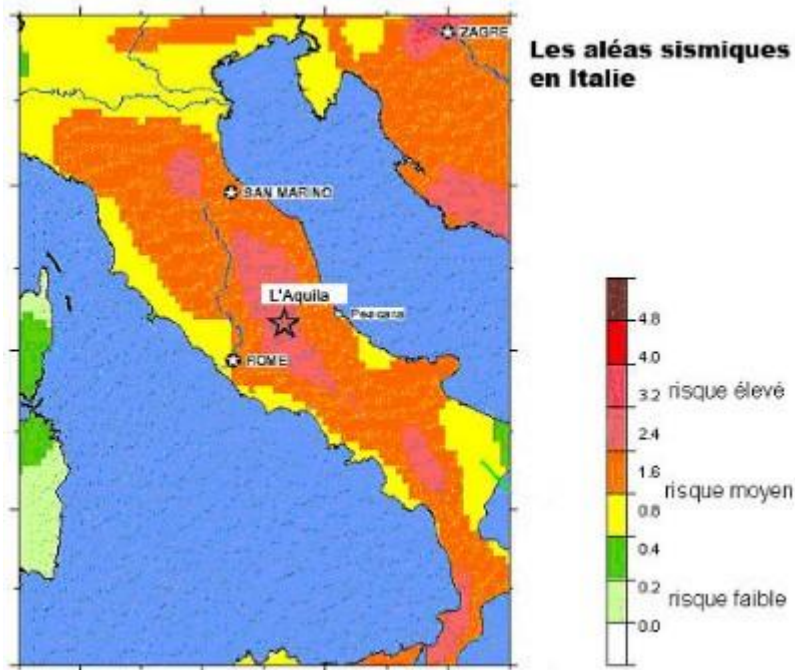 ZAGRE
Les aléas sismiques
en Italie
SAN MARINO
L'Aquila
Pescara
ROME
4.8
4.0
3.2
risque élevé
2.4
1.6
risque moyen
0.8
0.4
0.2
risque faible
0.0